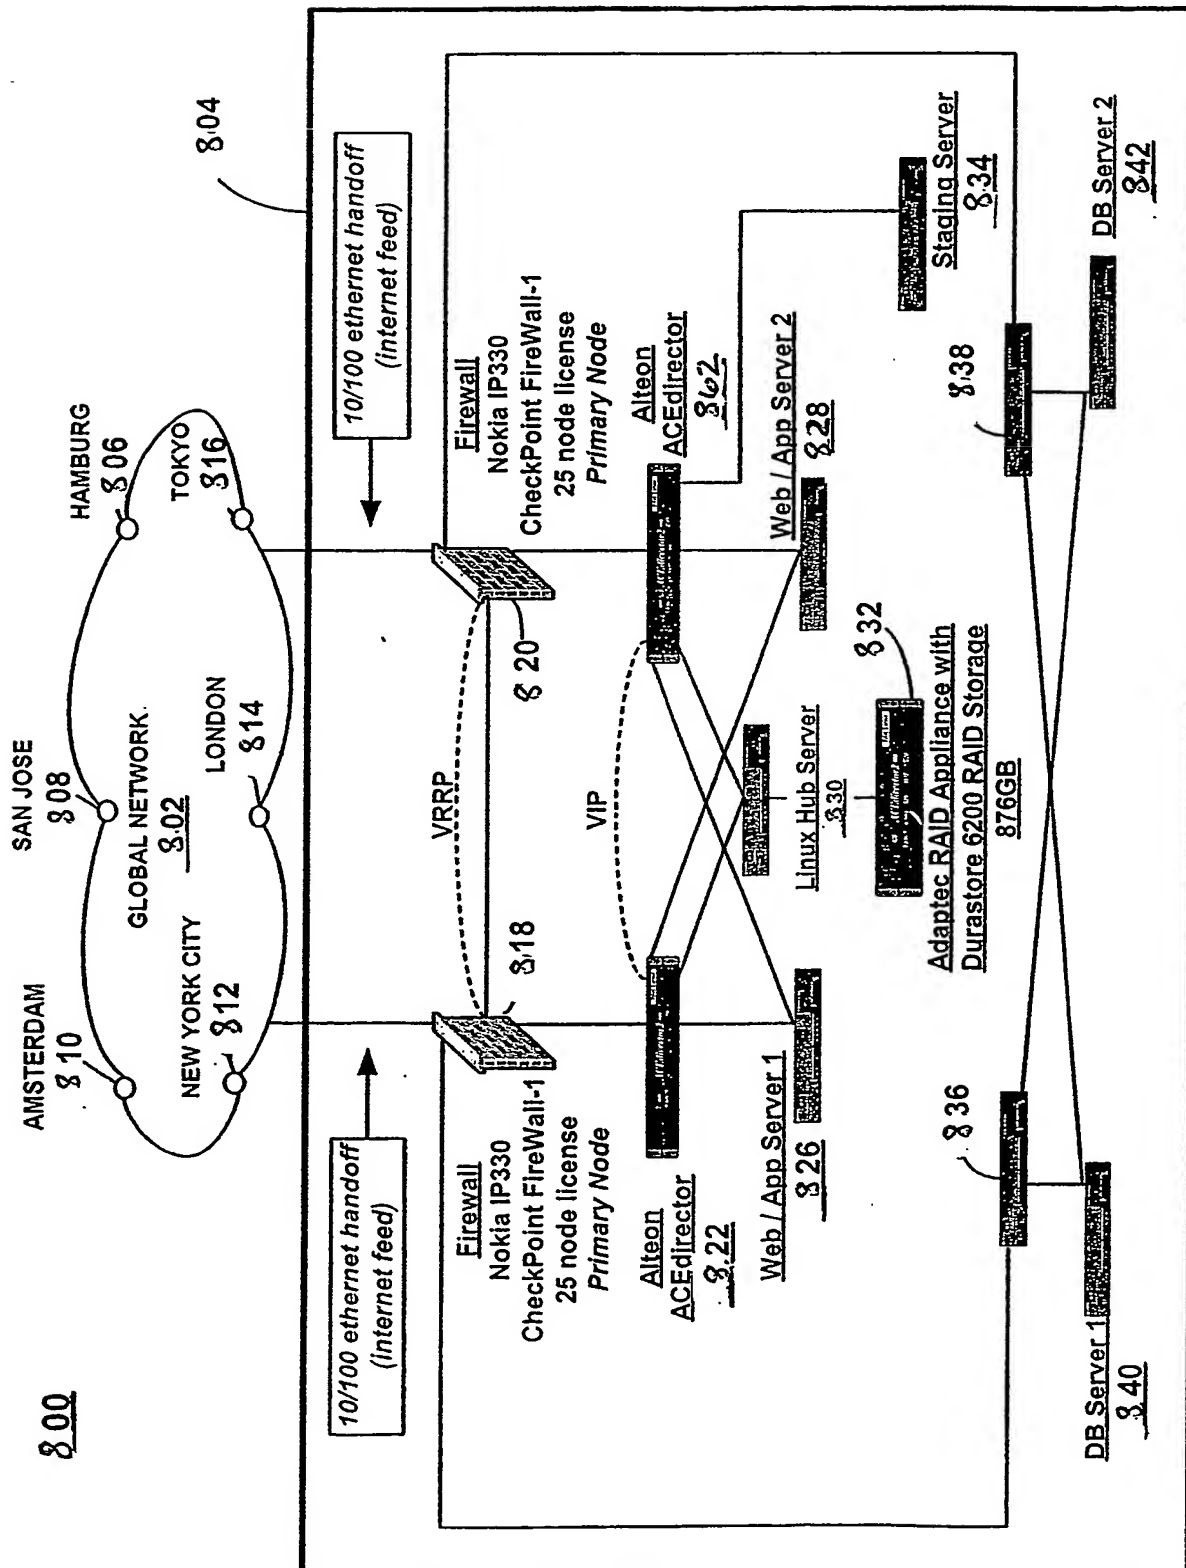 800
AMSTERDAM
810
SAN JOSE
808
HAMBURG
806
GLOBAL NETWORK.
802
NEW YORK CITY
812
LONDON
814
TOKYO
816
804
10/100 ethernet handoff
(internet feed)
10/100 ethernet handoff
(internet feed)
Firewall
Nokia IP330
CheckPoint FireWall-1
25 node license
Primary Node
818
VRRP
820
Firewall
Nokia IP330
CheckPoint FireWall-1
25 node license
Primary Node
Alteon
ACEdirector
822
VIP
Alteon
ACEdirector
862
Web / App Server 1
826
Linux Hub Server
830
Web / App Server 2
828
832
Adaptec RAID Appliance with
Durastore 6200 RAID Storage
876GB
Staging Server
834
836
838
DB Server 1
840
DB Server 2
842